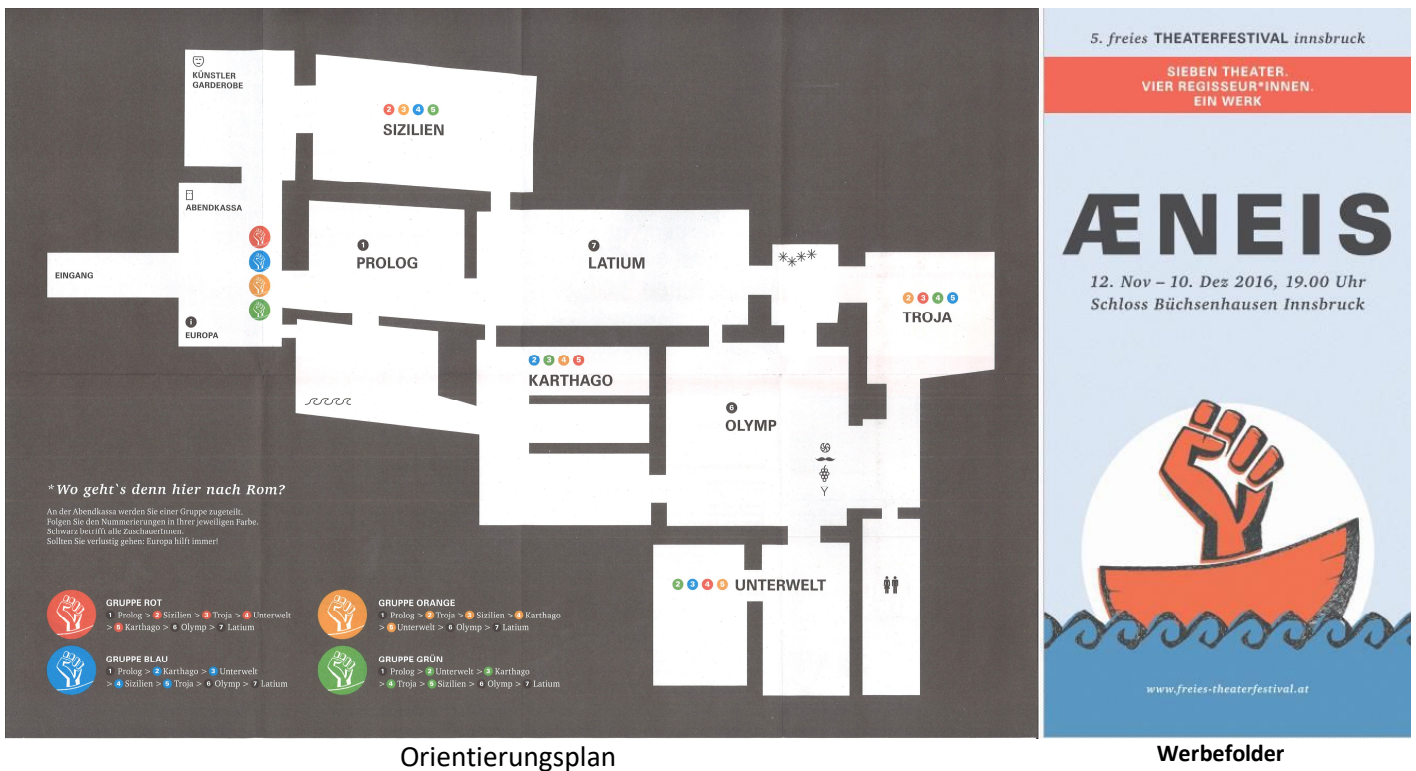 KÜNSTLER
GARDEROBE
2 3 4 5
SIZILIEN
ABENDKASSA
1
PROLOG
7
LATIUM
EINGANG
2 3 4 5
TROJA
i
EUROPA
2 3 4 5
KARTHAGO
6
OLYMP
2 3 4 5 UNTERWELT
*Wo geht`s denn hier nach Rom?
An der Abendkassa werden Sie einer Gruppe zugeteilt.
Folgen Sie den Nummerierungen in Ihrer jeweiligen Farbe.
Schwarz betrifft alle ZuschauerInnen.
Sollten Sie verlustig gehen: Europa hilft immer!
GRUPPE ROT
1 Prolog > 2 Sizilien > 3 Troja > 4 Unterwelt
> 5 Karthago > 6 Olymp > 7 Latium
GRUPPE BLAU
1 Prolog > 2 Karthago > 3 Unterwelt
> 4 Sizilien > 5 Troja > 6 Olymp > 7 Latium
GRUPPE ORANGE
1 Prolog > 2 Troja > 3 Sizilien > 4 Karthago
> 5 Unterwelt > 6 Olymp > 7 Latium
GRUPPE GRÜN
1 Prolog > 2 Unterwelt > 3 Karthago
> 4 Troja > 5 Sizilien > 6 Olymp > 7 Latium
Orientierungsplan
5. freies THEATERFESTIVAL innsbruck
SIEBEN THEATER.
VIER REGISSEUR*INNEN.
EIN WERK
ÆNEIS
12. Nov – 10. Dez 2016, 19.00 Uhr
Schloss Büchsenhausen Innsbruck
www.freies-theaterfestival.at
Werbefolder